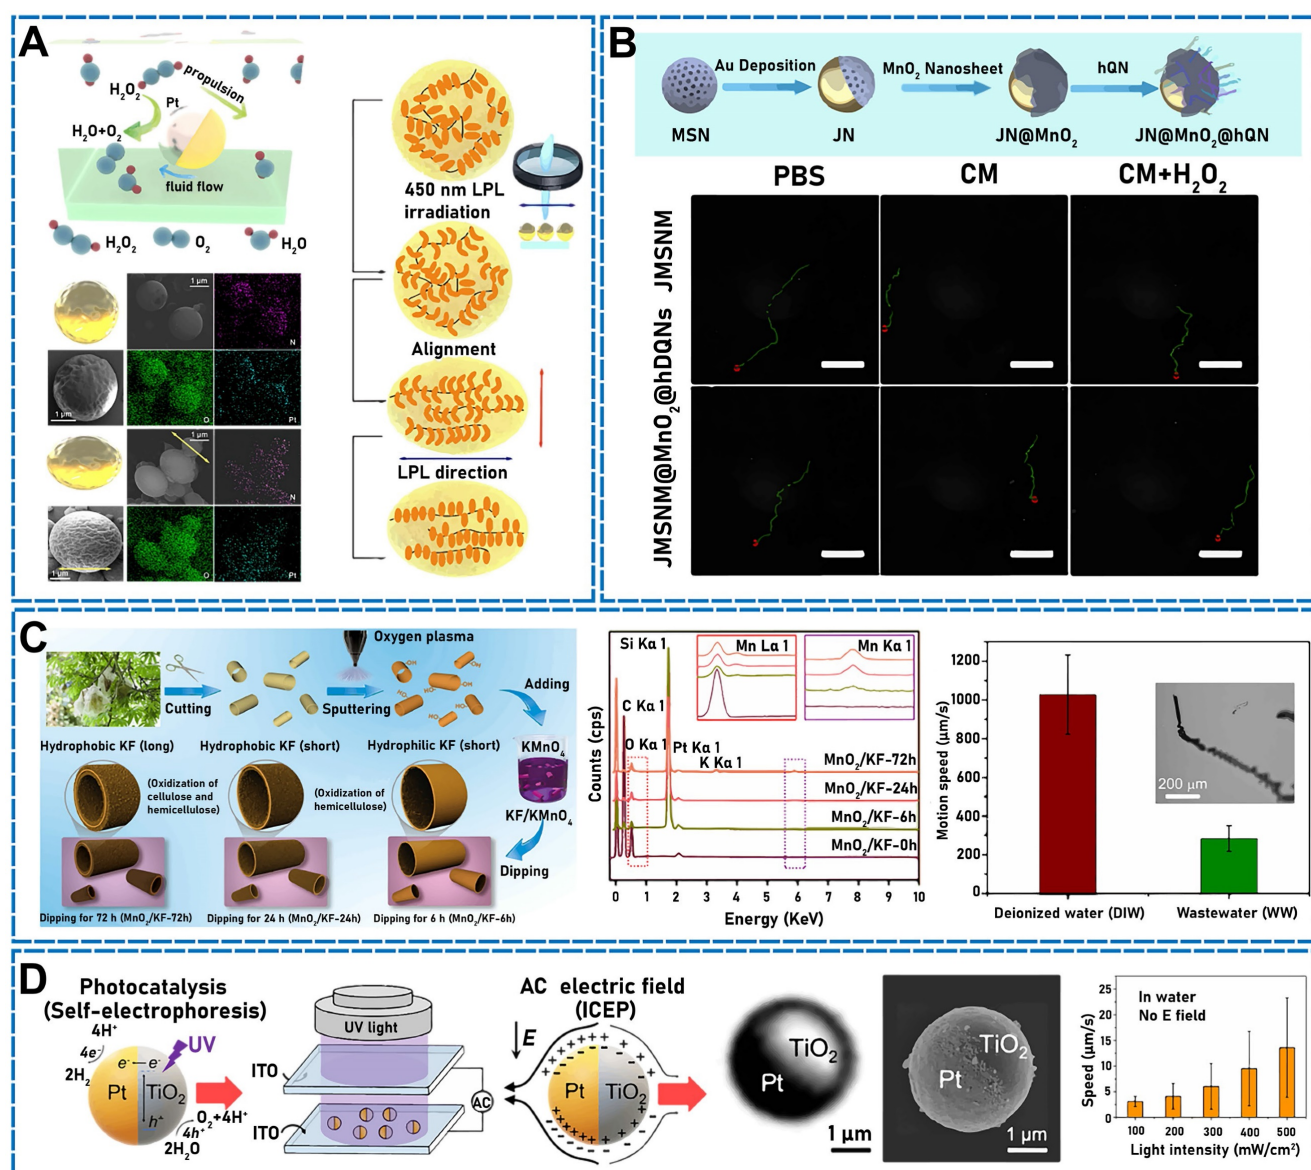 A
H₂O₂
propulsion
Pt
H₂O+O₂
fluid flow
H₂O₂
O₂
H₂O
1 μm
N
1 μm
O
Pt
1 μm
N
1 μm
O
Pt
450 nm LPL
irradiation
Alignment
LPL direction
B
Au Deposition
MnO₂ Nanosheet
hQN
MSN
JN
JN@MnO₂
JN@MnO₂@hQN
PBS
CM
CM+H₂O₂
JMSNM
JMSNM@MnO₂@hDQNs
C
Oxygen plasma
Cutting
Sputtering
Adding
OH
HO
HO
OH
HO
OH
HO
Hydrophobic KF (long)
Hydrophobic KF (short)
Hydrophilic KF (short)
KMnO₄
(Oxidization of
cellulose and
hemicellulose)
(Oxidization of
hemicellulose)
KF/KMnO₄
Dipping
Dipping for 72 h (MnO₂/KF-72h)
Dipping for 24 h (MnO₂/KF-24h)
Dipping for 6 h (MnO₂/KF-6h)
Si Kα 1
Mn Lα 1
Mn Kα 1
C Kα 1
O Kα 1
Pt Kα 1
K Kα 1
MnO₂/KF-72h
MnO₂/KF-24h
MnO₂/KF-6h
MnO₂/KF-0h
Counts (cps)
0 1 2 3 4 5 6 7 8 9 10
Energy (KeV)
Motion speed (μm/s)
1200
1000
800
600
400
200
0
200 μm
Deionized water (DIW)
Wastewater (WW)
D
Photocatalysis
(Self-electrophoresis)
4H⁺
4e⁻
2H₂
e⁻
e⁻
UV
Pt
TiO₂
h⁺
O₂+4H⁺
4h⁺
2H₂O
UV light
ITO
ITO
AC
AC electric field
(ICEP)
E
Pt
TiO₂
TiO₂
Pt
1 μm
TiO₂
Pt
1 μm
In water
No E field
Speed (μm/s)
25
20
15
10
5
0
100 200 300 400 500
Light intensity (mW/cm²)